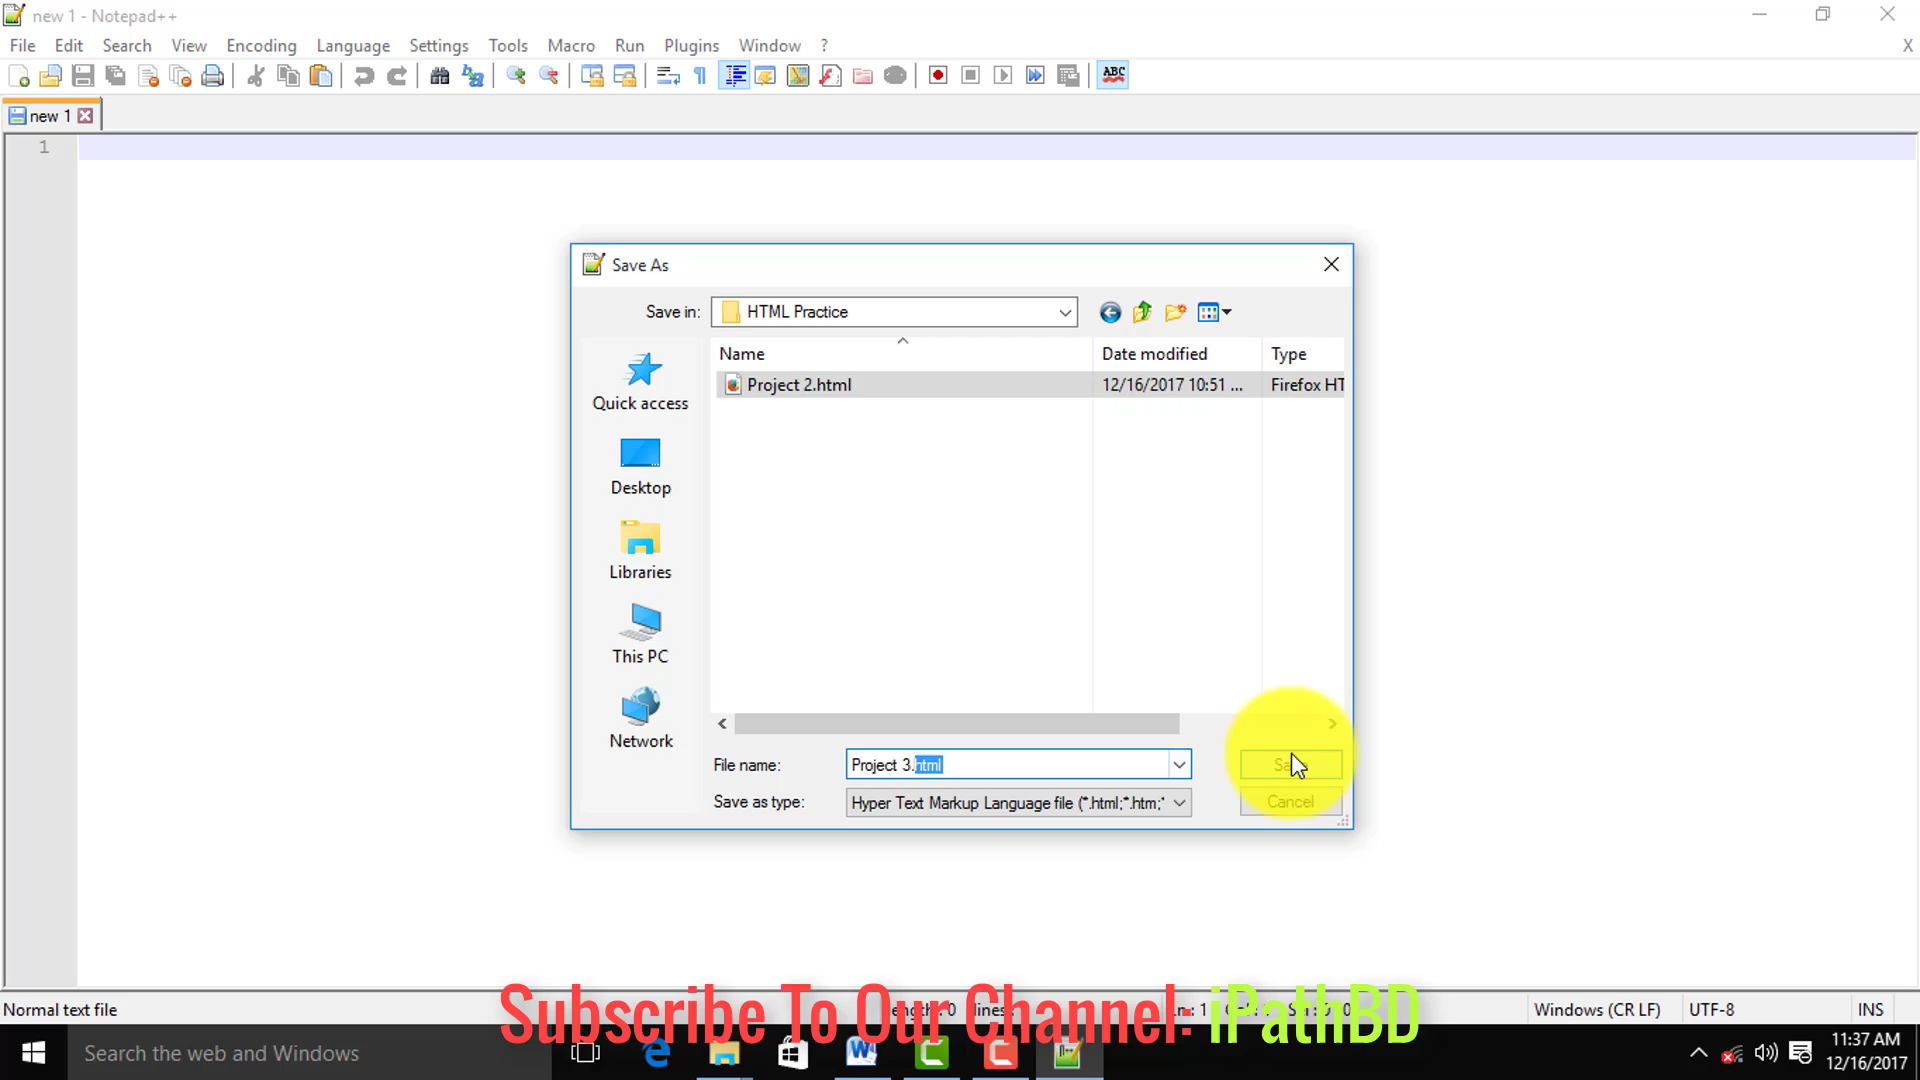 new 1 - Notepad++
File Edit Search View Encoding Language Settings Tools Macro Run Plugins Window ? X
ABC
new 1
1
Save As
Save in: HTML Practice
Name Date modified Type
Project 2.html 12/16/2017 10:51 ... Firefox HT
Quick access
Desktop
Libraries
This PC
Network
File name: Project 3.html
Save as type: Hyper Text Markup Language file (*.html;*.htm;*
Cancel
Subscribe To Our Channel: iPathBD
Normal text file Windows (CR LF) UTF-8 INS
Search the web and Windows
11:37 AM
12/16/2017